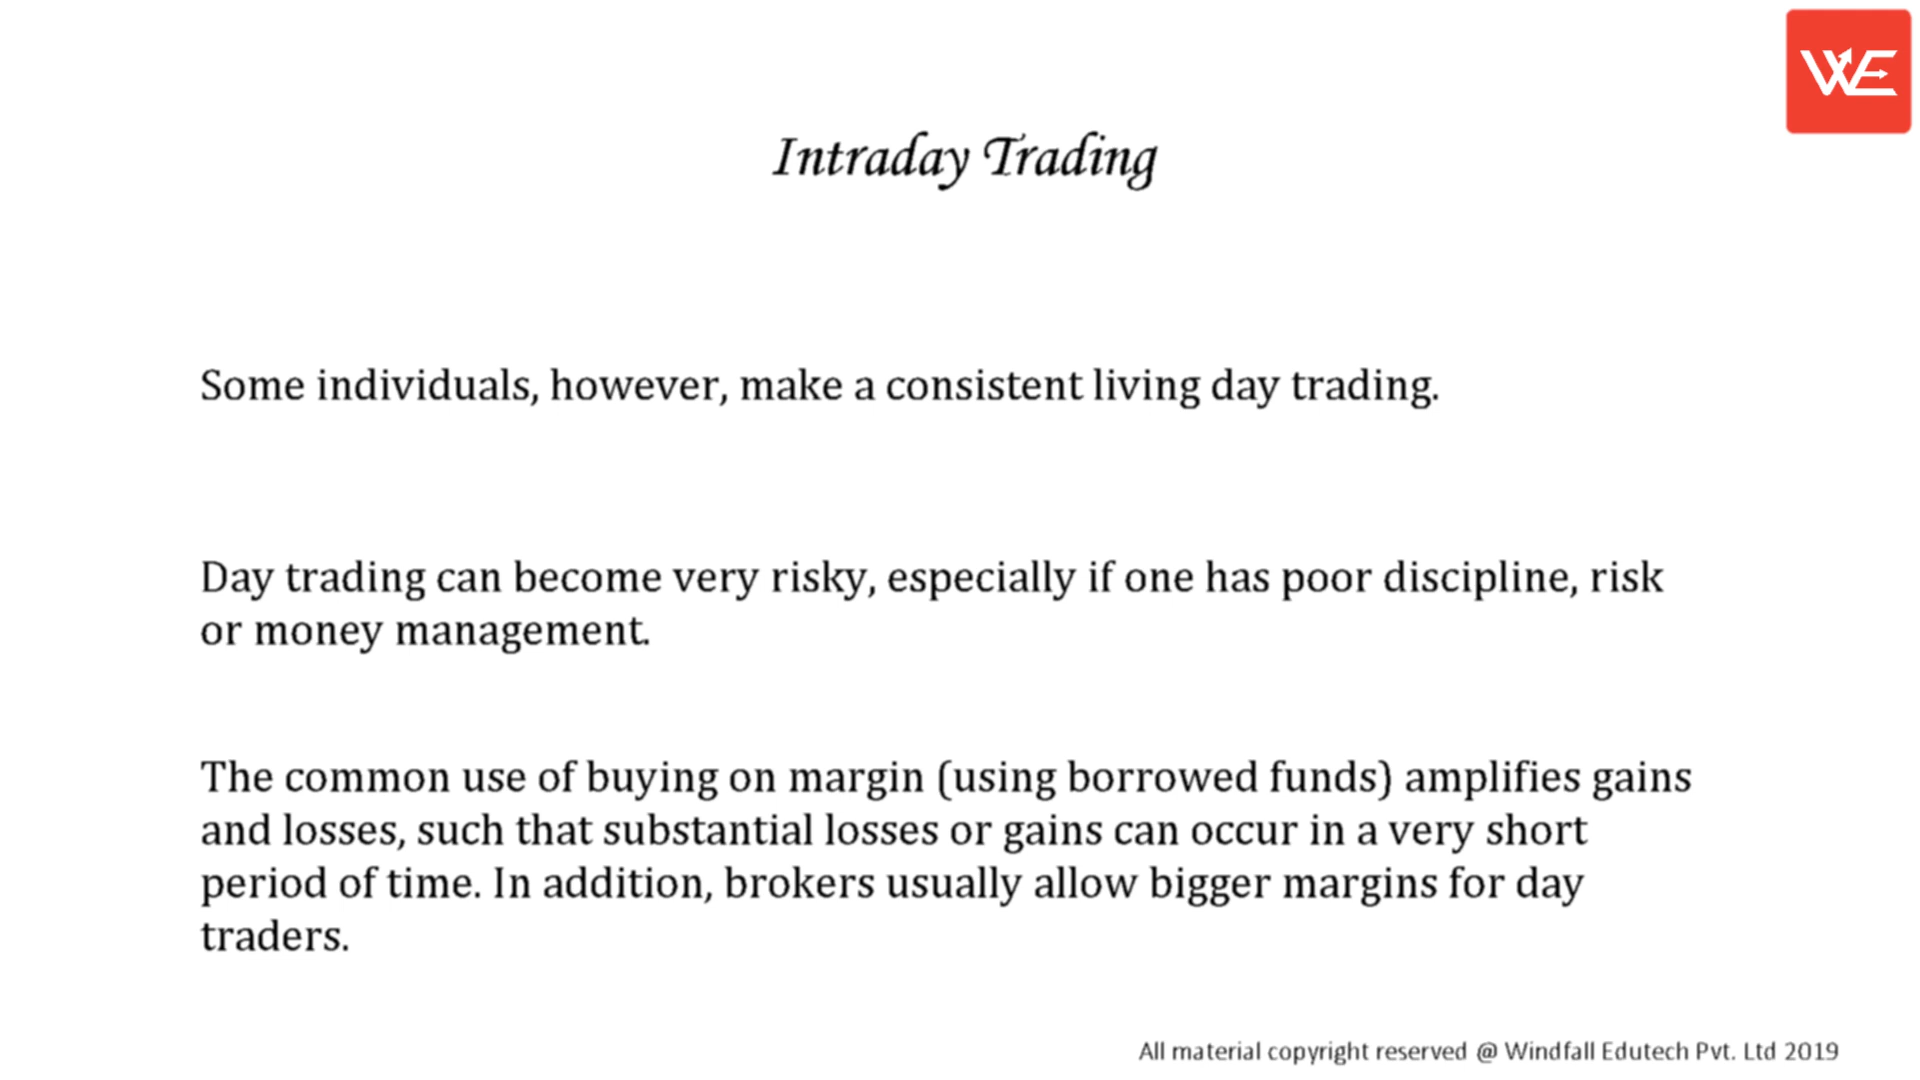 WE
Intraday Trading
Some individuals, however, make a consistent living day trading.
Day trading can become very risky, especially if one has poor discipline, risk
or money management.
The common use of buying on margin (using borrowed funds) amplifies gains
and losses, such that substantial losses or gains can occur in a very short
period of time. In addition, brokers usually allow bigger margins for day
traders.
All material copyright reserved @ Windfall Edutech Pvt. Ltd 2019